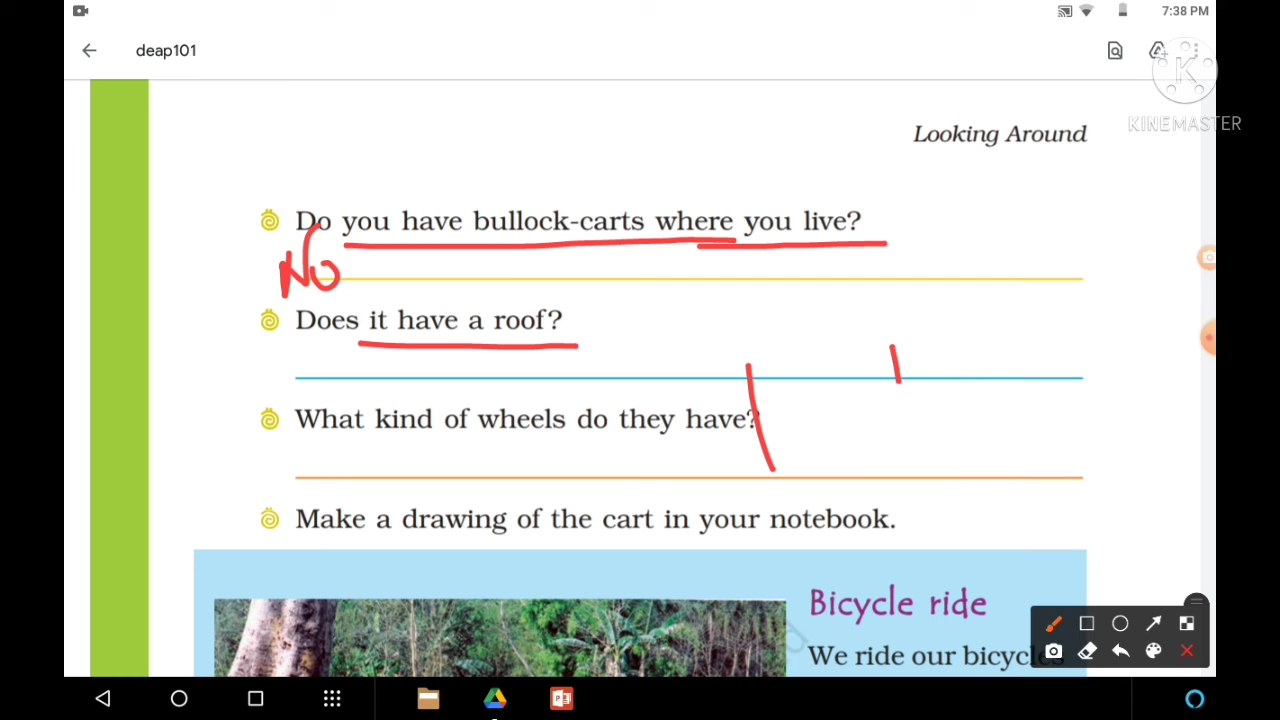 7:38 PM
deap101
KINEMASTER
Looking Around
Do you have bullock-carts where you live?
No
Does it have a roof?
What kind of wheels do they have?
Make a drawing of the cart in your notebook.
Bicycle ride
We ride our bicycles